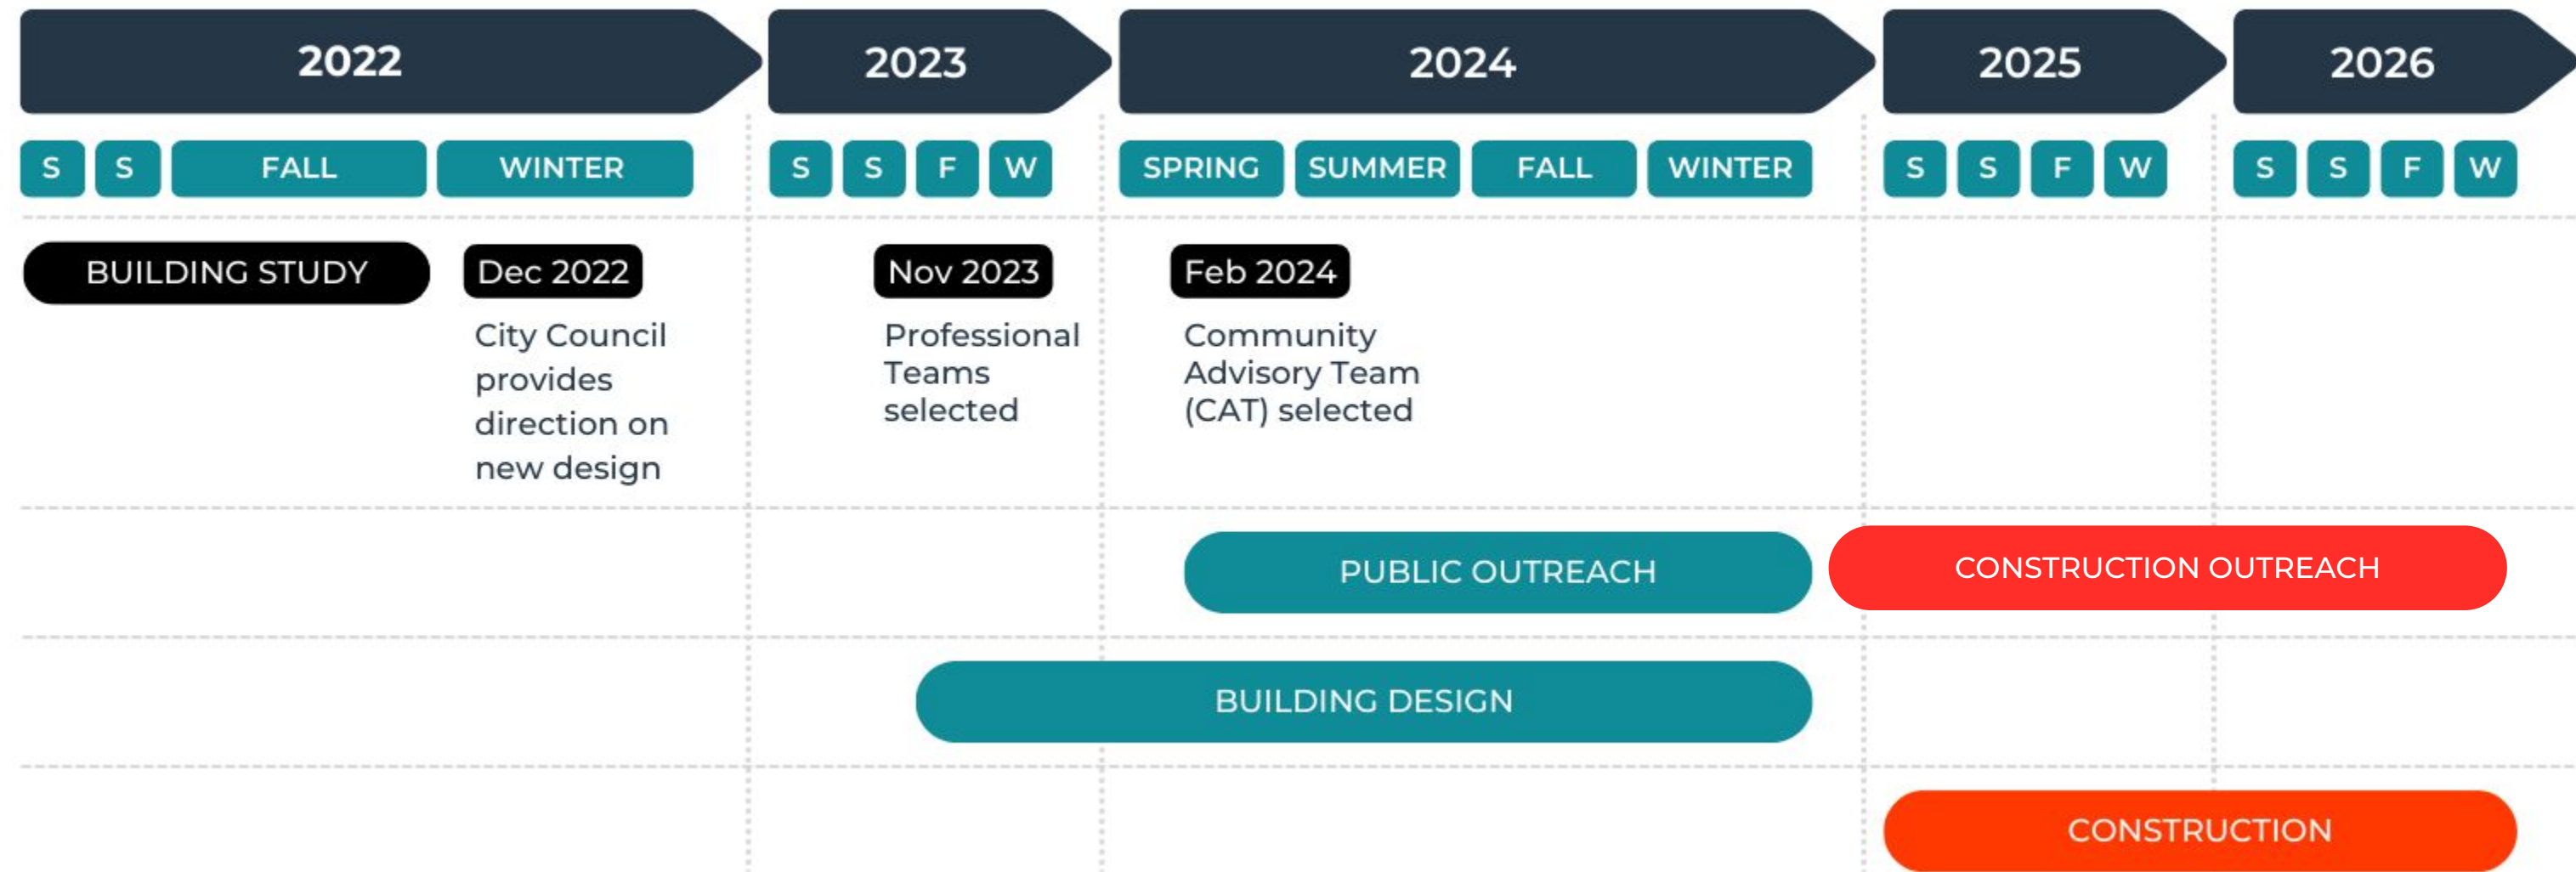 2022 2023 2024 2025 2026
S S FALL WINTER S S F W SPRING SUMMER FALL WINTER S S F W S S F W
BUILDING STUDY
Dec 2022
City Council
provides
direction on
new design
Nov 2023
Professional
Teams
selected
Feb 2024
Community
Advisory Team
(CAT) selected
PUBLIC OUTREACH
CONSTRUCTION OUTREACH
BUILDING DESIGN
CONSTRUCTION